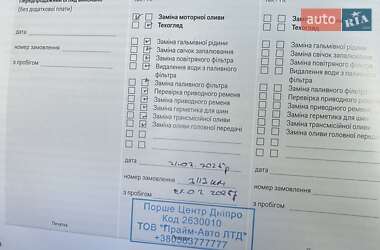 Передпродажний огляд виконано
(без додаткової плати)
дата
номер замовлення
з пробігом
Печатка
Заміна моторної оливи
Техогляд
Заміна гальмівної рідини
Заміна свічок запалювання
Заміна повітряного фільтра
Видалення води з паливного
фільтра
Заміна паливного фільтра
Перевірка приводного ременя
Заміна приводного ременя
Заміна герметика для шин
Заміна трансмісійної оливи
Заміна оливи головної передачі
дата
номер замовлення
з пробігом
Порше Центр Дніпро
Код 2630010
ТОВ "Прайм-Авто ЛТД"
Заміна моторної оливи
Техогляд
Заміна гальмівної рідини
Заміна свічок запалювання
Заміна повітряного фільтра
Видалення води з паливного
фільтра
Заміна паливного фільтра
Перевірка приводного
Заміна приводного ременя
Заміна герметика для шин
Заміна трансмісійної
Заміна оливи головної
дата
номер замовлення
з пробігом
AUTO RIA.com